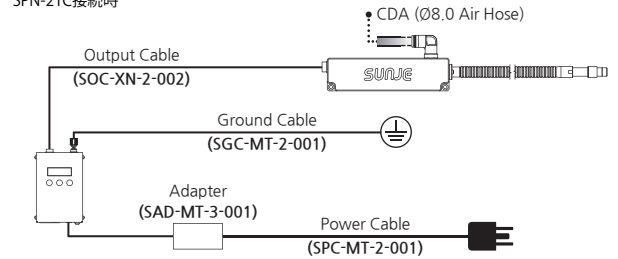 SPN-21C接続時
CDA (Ø8.0 Air Hose)
Output Cable
(SOC-XN-2-002)
SUNJE
Ground Cable
(SGC-MT-2-001)
Adapter
(SAD-MT-3-001)
Power Cable
(SPC-MT-2-001)